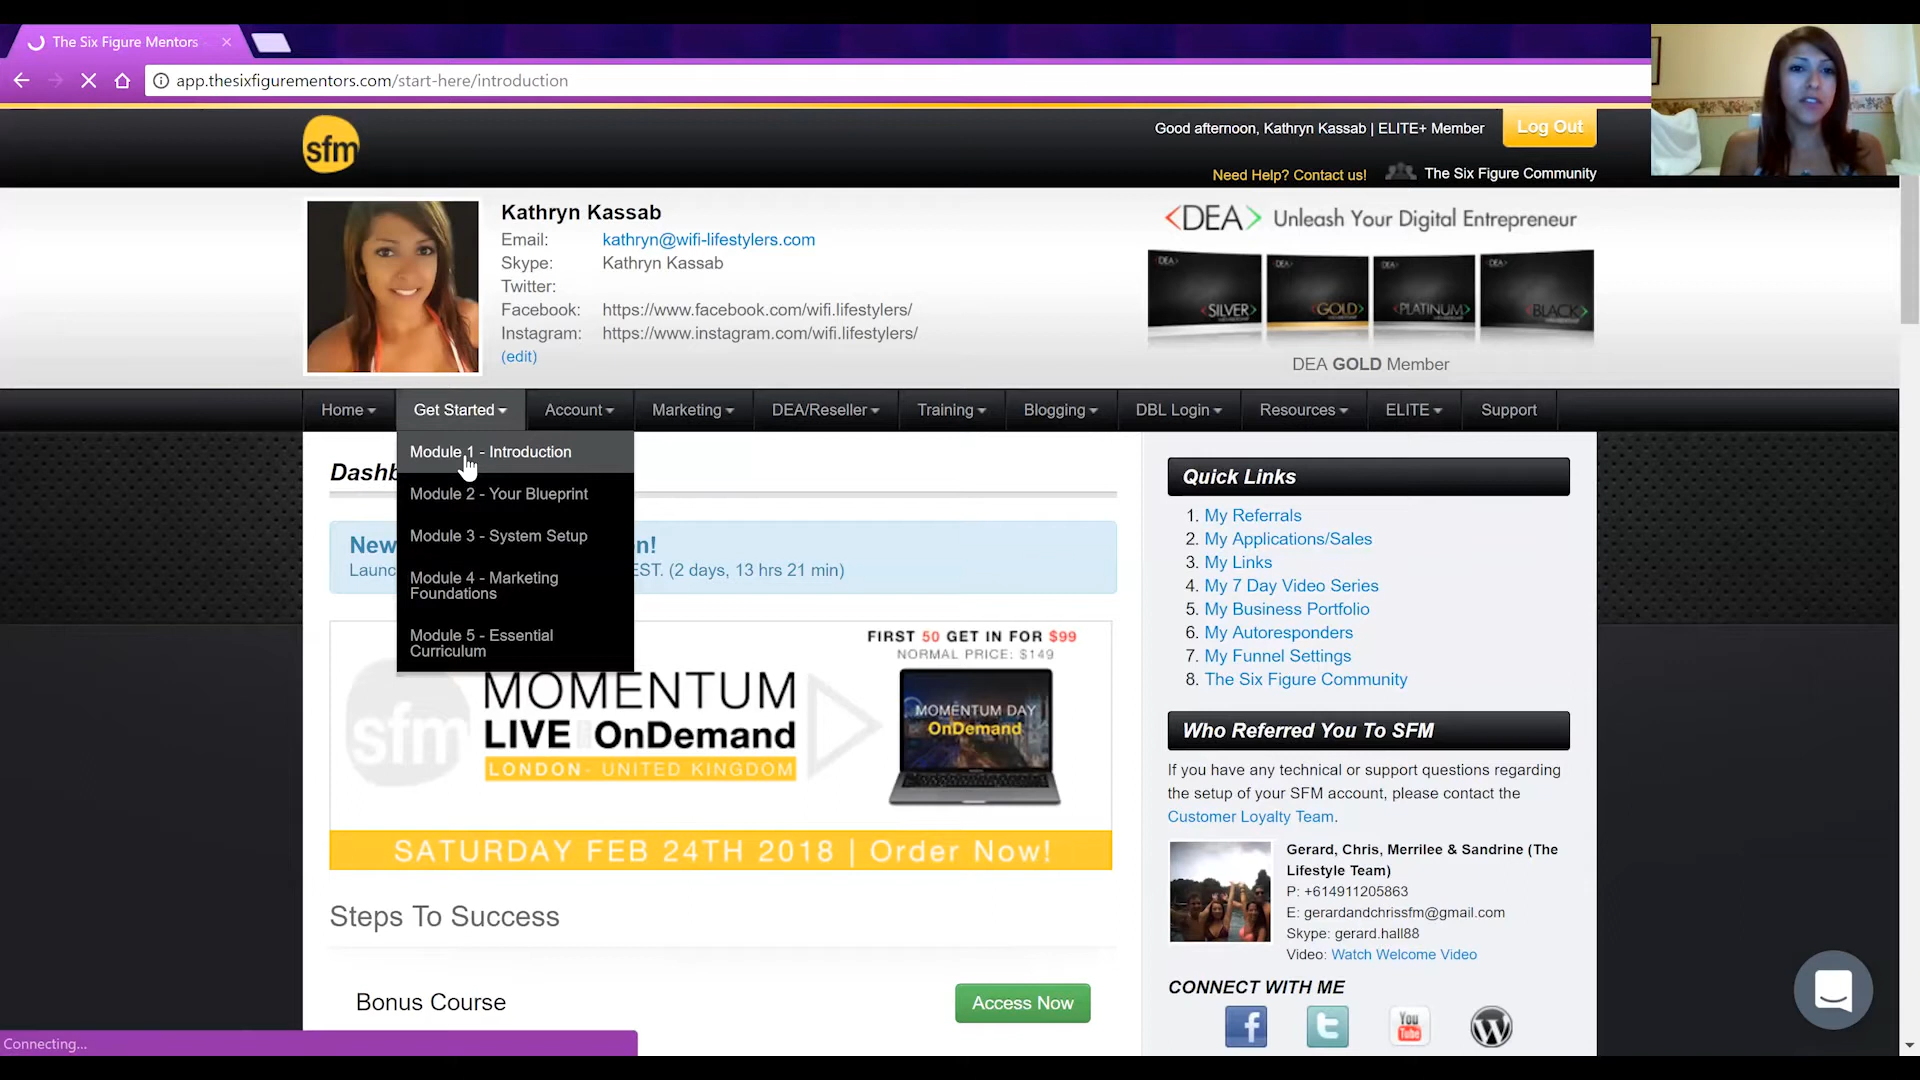 The Six Figure Mentors
app.thesixfigurementors.com/start-here/introduction
sfm
Good afternoon, Kathryn Kassab | ELITE+ Member
Log Out
Need Help? Contact us!
The Six Figure Community
Kathryn Kassab
Email: kathryn@wifi-lifestylers.com
Skype: Kathryn Kassab
Twitter:
Facebook: https://www.facebook.com/wifi.lifestylers/
Instagram: https://www.instagram.com/wifi.lifestylers/
(edit)
<DEA> Unleash Your Digital Entrepreneur
DEA DEA DEA DEA
<SILVER> <GOLD> <PLATINUM> <BLACK>
DEA GOLD Member
Home Get Started Account Marketing DEA/Reseller Training Blogging DBL Login Resources ELITE Support
Module 1 - Introduction
Module 2 - Your Blueprint
Module 3 - System Setup
Module 4 - Marketing
Foundations
Module 5 - Essential
Curriculum
New n!
EST. (2 days, 13 hrs 21 min)
FIRST 50 GET IN FOR $99
NORMAL PRICE: $149
sfm
MOMENTUM
LIVE OnDemand
LONDON - UNITED KINGDOM
MOMENTUM DAY
OnDemand
SATURDAY FEB 24TH 2018 | Order Now!
Steps To Success
Bonus Course
Access Now
Quick Links
1. My Referrals
2. My Applications/Sales
3. My Links
4. My 7 Day Video Series
5. My Business Portfolio
6. My Autoresponders
7. My Funnel Settings
8. The Six Figure Community
Who Referred You To SFM
If you have any technical or support questions regarding
the setup of your SFM account, please contact the
Customer Loyalty Team.
Gerard, Chris, Merrilee & Sandrine (The
Lifestyle Team)
P: +614911205863
E: gerardandchrissfm@gmail.com
Skype: gerard.hall88
Video: Watch Welcome Video
CONNECT WITH ME
You
Tube
Connecting...